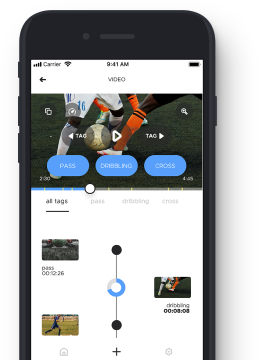 Carrier 9:41 AM
VIDEO
16
TAG TAG
PASS DRIBBLING CROSS
2:30 4:45
all tags pass dribbling cross
pass
00:12:26
dribbling
00:08:08